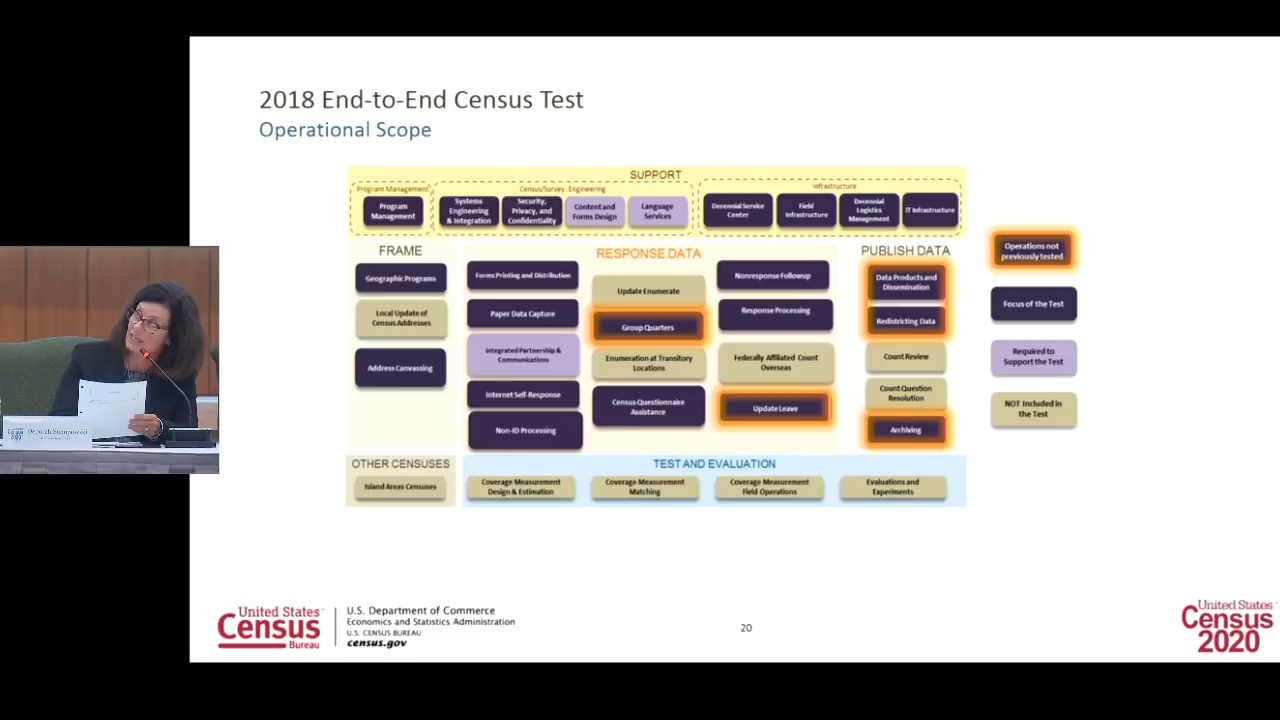 2018 End-to-End Census Test
Operational Scope
SUPPORT
Program Management
Census/Survey Engineering
Infrastructure
Program
Management
Systems
Engineering
& Integration
Security,
Privacy, and
Confidentiality
Content and
Forms Design
Language
Services
Decennial Service
Center
Field
Infrastructure
Decennial
Logistics
Management
IT Infrastructure
FRAME
Geographic Programs
Local Update of
Census Addresses
Address Canvassing
RESPONSE DATA
Forms Printing and Distribution
Paper Data Capture
Integrated Partnership &
Communications
Internet Self-Response
Non-ID Processing
Update Enumerate
Group Quarters
Enumeration at Transitory
Locations
Census Questionnaire
Assistance
Nonresponse Followup
Response Processing
Federally Affiliated Count
Overseas
Update Leave
PUBLISH DATA
Data Products and
Dissemination
Redistricting Data
Count Review
Count Question
Resolution
Archiving
Operations not
previously tested
Focus of the Test
Required to
Support the Test
NOT Included in
the Test
OTHER CENSUSES
Island Areas Censuses
TEST AND EVALUATION
Coverage Measurement
Design & Estimation
Coverage Measurement
Matching
Coverage Measurement
Field Operations
Evaluations and
Experiments
Deborah Stempowski
United States™
Census
Bureau
U.S. Department of Commerce
Economics and Statistics Administration
U.S. CENSUS BUREAU
census.gov
20
United States™
Census
2020